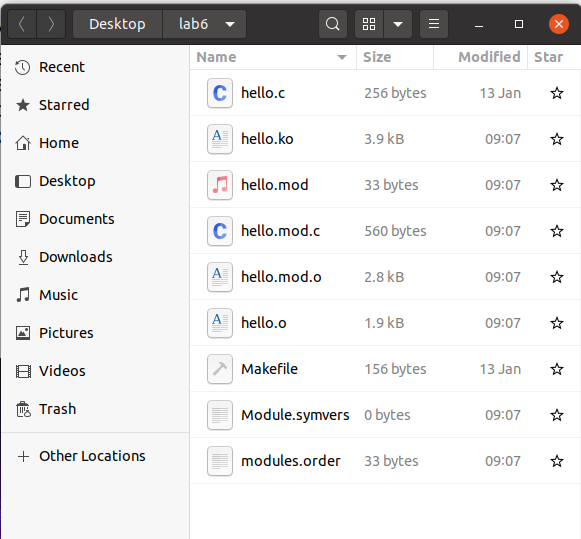 Desktop lab6
Name Size Modified Star
Recent
Starred
Home
Desktop
Documents
Downloads
Music
Pictures
Videos
Trash
Other Locations
hello.c 256 bytes 13 Jan
hello.ko 3.9 kB 09:07
hello.mod 33 bytes 09:07
hello.mod.c 560 bytes 09:07
hello.mod.o 2.8 kB 09:07
hello.o 1.9 kB 09:07
Makefile 156 bytes 13 Jan
Module.symvers 0 bytes 09:07
modules.order 33 bytes 09:07